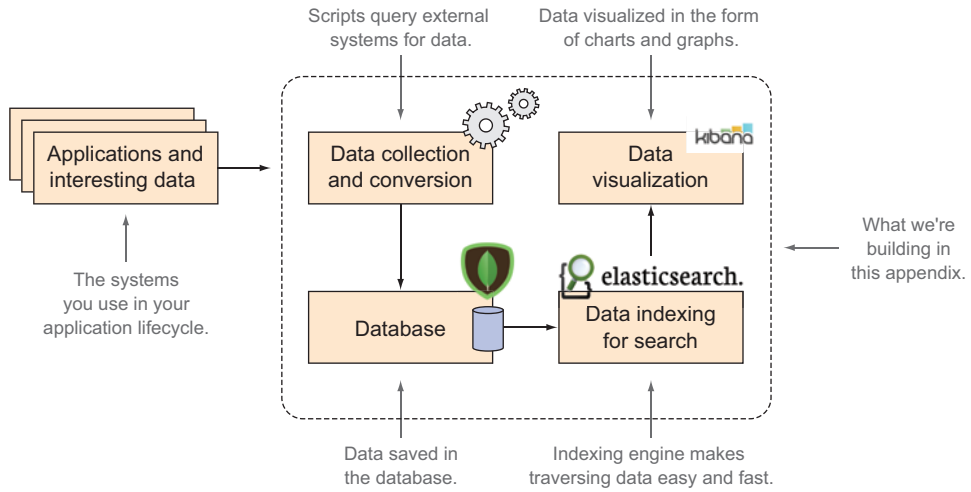 Scripts query external
systems for data.
Data visualized in the form
of charts and graphs.
Applications and
interesting data
Data collection
and conversion
kibana
Data
visualization
What we're
building in
this appendix.
The systems
you use in your
application lifecycle.
elasticsearch.
Database
Data indexing
for search
Data saved in
the database.
Indexing engine makes
traversing data easy and fast.